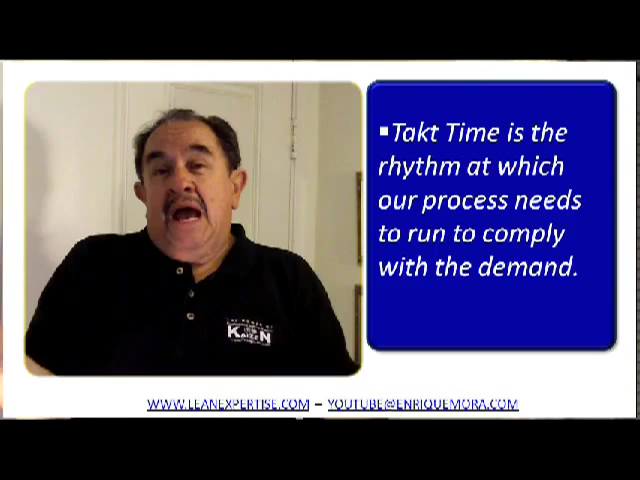 ▪Takt Time is the
rhythm at which
our process needs
to run to comply
with the demand.
KAIZEN
WWW.LEANEXPERTISE.COM – YOUTUBE@ENRIQUEMORA.COM